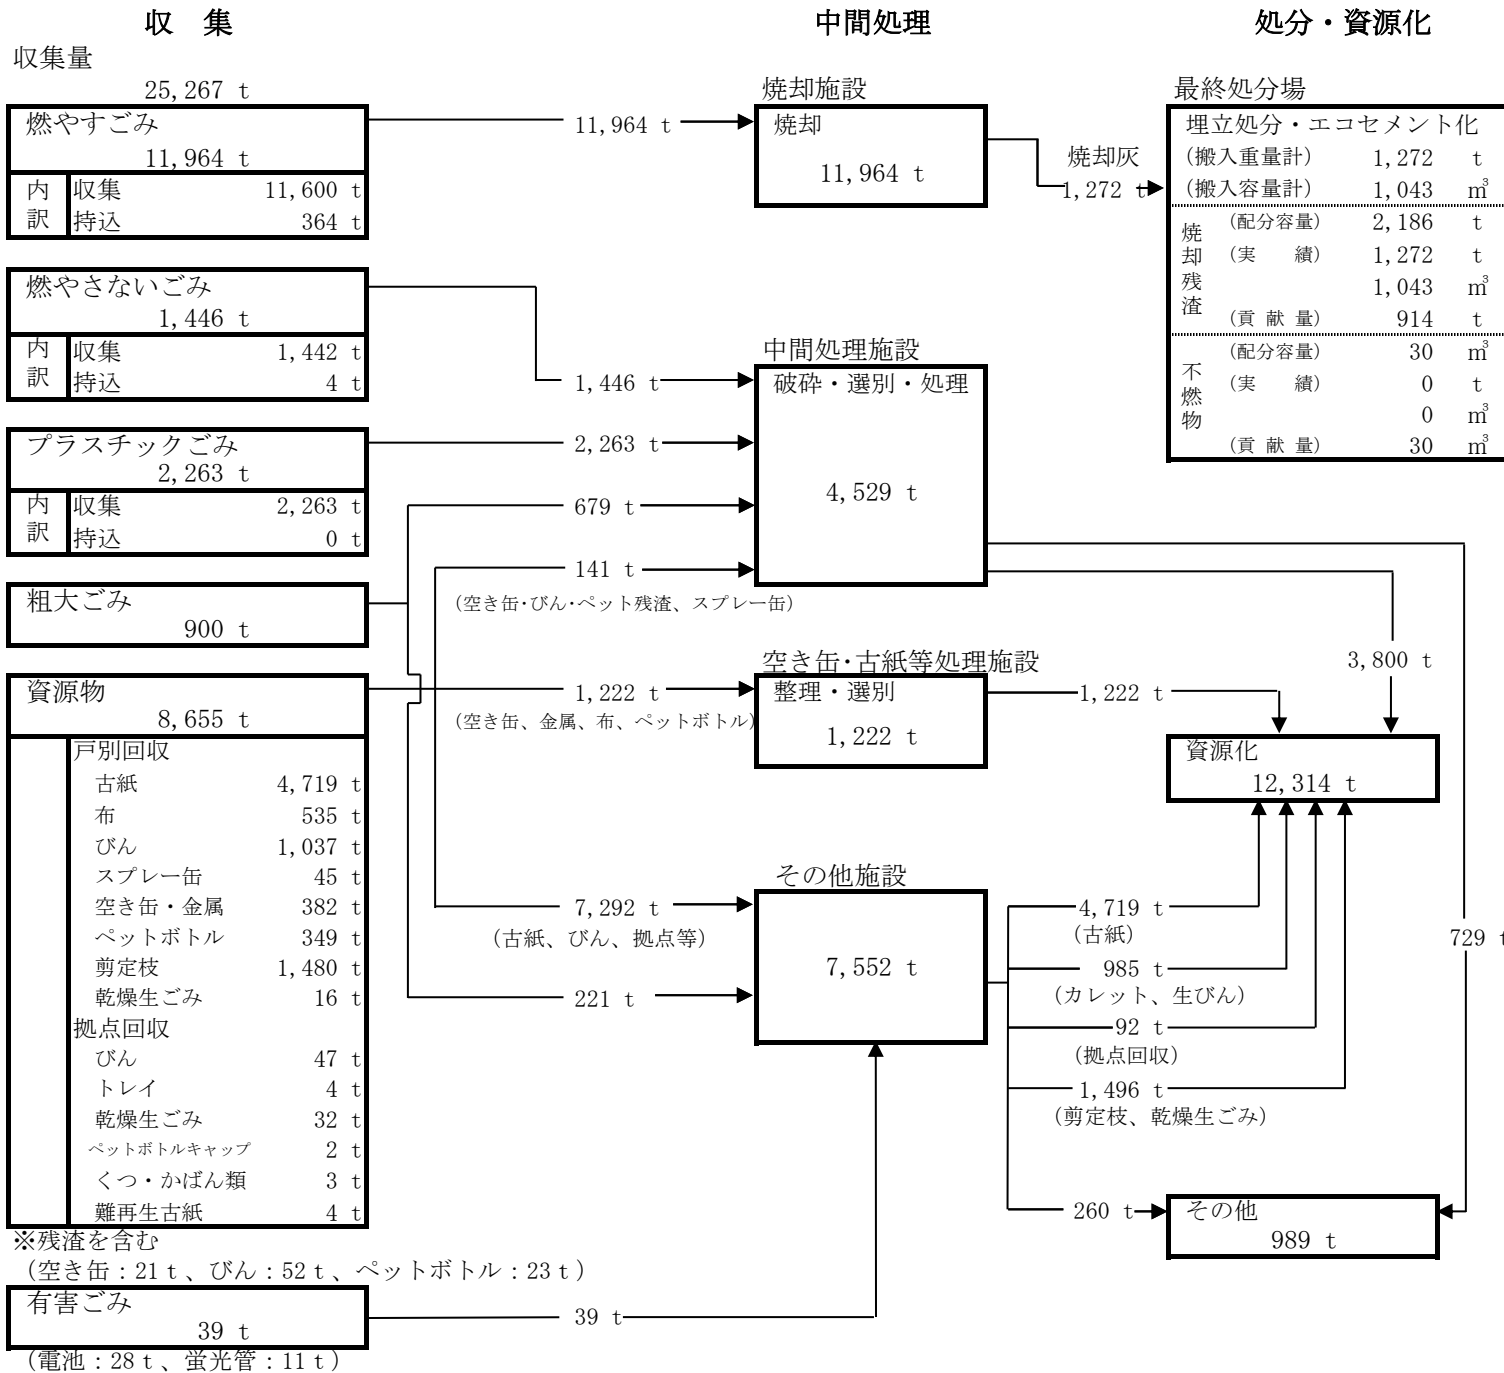 収 集
収集量
25,267 t
燃やすごみ
11,964 t
内訳
収集 11,600 t
持込 364 t
燃やさないごみ
1,446 t
内訳
収集 1,442 t
持込 4 t
プラスチックごみ
2,263 t
内訳
収集 2,263 t
持込 0 t
粗大ごみ
900 t
資源物
8,655 t
戸別回収
古紙 4,719 t
布 535 t
びん 1,037 t
スプレー缶 45 t
空き缶・金属 382 t
ペットボトル 349 t
剪定枝 1,480 t
乾燥生ごみ 16 t
拠点回収
びん 47 t
トレイ 4 t
乾燥生ごみ 32 t
ペットボトルキャップ 2 t
くつ・かばん類 3 t
難再生古紙 4 t
※残渣を含む
（空き缶：21ｔ、びん：52ｔ、ペットボトル：23ｔ）
有害ごみ
39 t
（電池：28ｔ、蛍光管：11ｔ）
11,964 t
1,446 t
2,263 t
679 t
141 t
（空き缶・びん・ペット残渣、スプレー缶）
1,222 t
（空き缶、金属、布、ペットボトル）
7,292 t
（古紙、びん、拠点等）
221 t
39 t
中間処理
焼却施設
焼却
11,964 t
中間処理施設
破砕・選別・処理
4,529 t
空き缶・古紙等処理施設
整理・選別
1,222 t
その他施設
7,552 t
焼却灰
1,272 t
1,222 t
3,800 t
729 t
4,719 t
（古紙）
985 t
（カレット、生びん）
92 t
（拠点回収）
1,496 t
（剪定枝、乾燥生ごみ）
260 t
処分・資源化
最終処分場
埋立処分・エコセメント化
（搬入重量計） 1,272 t
（搬入容量計） 1,043 ㎥
焼却残渣
（配分容量） 2,186 t
（実 績） 1,272 t
1,043 ㎥
（貢 献 量） 914 t
不燃物
（配分容量） 30 ㎥
（実 績） 0 t
0 ㎥
（貢 献 量） 30 ㎥
資源化
12,314 t
その他
989 t